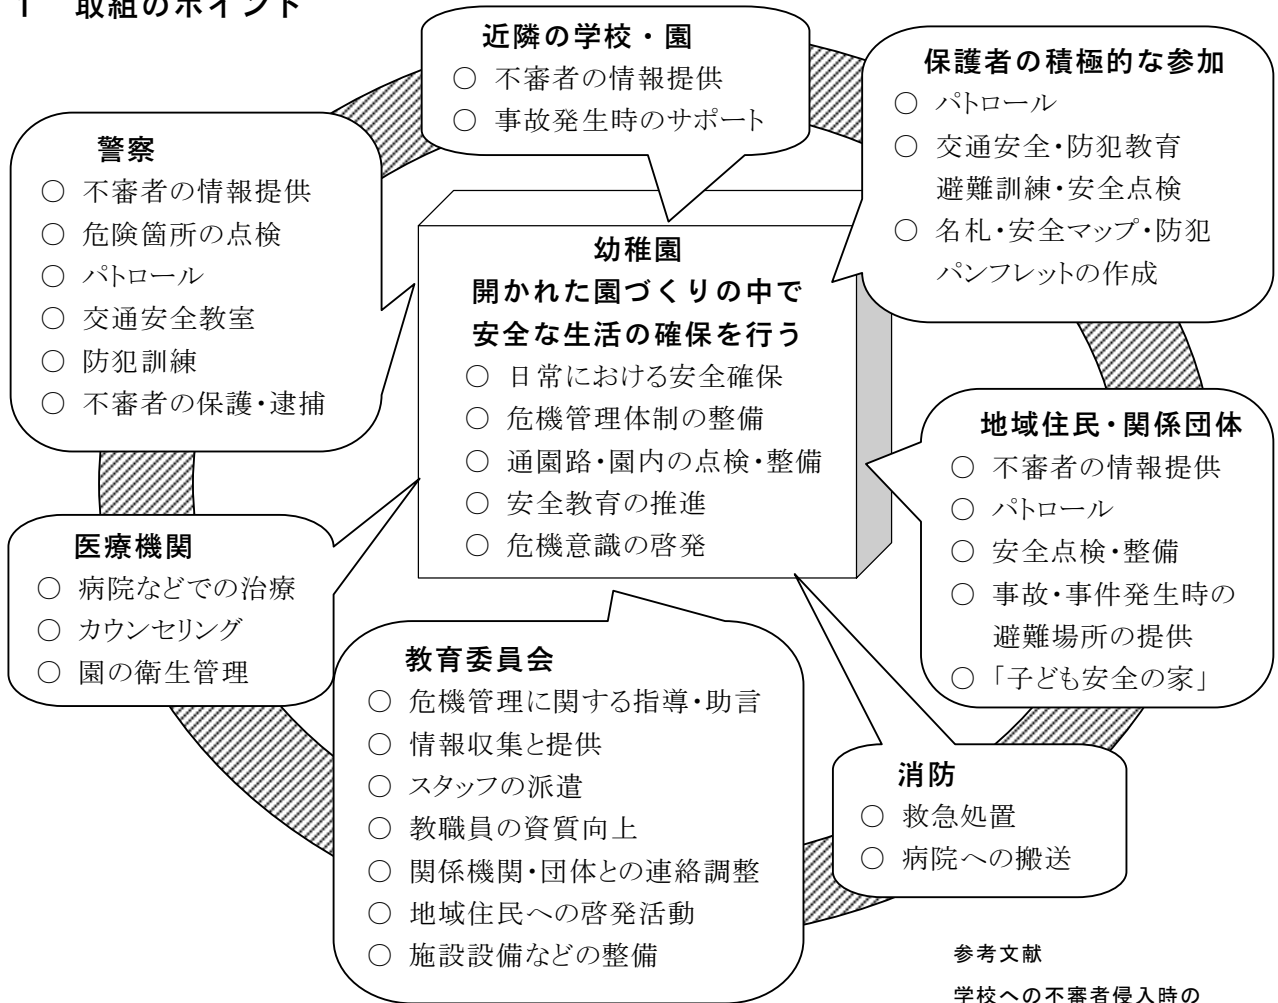 1 取組のポイント
近隣の学校・園
○ 不審者の情報提供
○ 事故発生時のサポート
保護者の積極的な参加
○ パトロール
○ 交通安全・防犯教育
避難訓練・安全点検
○ 名札・安全マップ・防犯
パンフレットの作成
警察
○ 不審者の情報提供
○ 危険箇所の点検
○ パトロール
○ 交通安全教室
○ 防犯訓練
○ 不審者の保護・逮捕
幼稚園
開かれた園づくりの中で
安全な生活の確保を行う
○ 日常における安全確保
○ 危機管理体制の整備
○ 通園路・園内の点検・整備
○ 安全教育の推進
○ 危機意識の啓発
地域住民・関係団体
○ 不審者の情報提供
○ パトロール
○ 安全点検・整備
○ 事故・事件発生時の
避難場所の提供
○ 「子ども安全の家」
医療機関
○ 病院などでの治療
○ カウンセリング
○ 園の衛生管理
教育委員会
○ 危機管理に関する指導・助言
○ 情報収集と提供
○ スタッフの派遣
○ 教職員の資質向上
○ 関係機関・団体との連絡調整
○ 地域住民への啓発活動
○ 施設設備などの整備
消防
○ 救急処置
○ 病院への搬送
参考文献
学校への不審者侵入時の